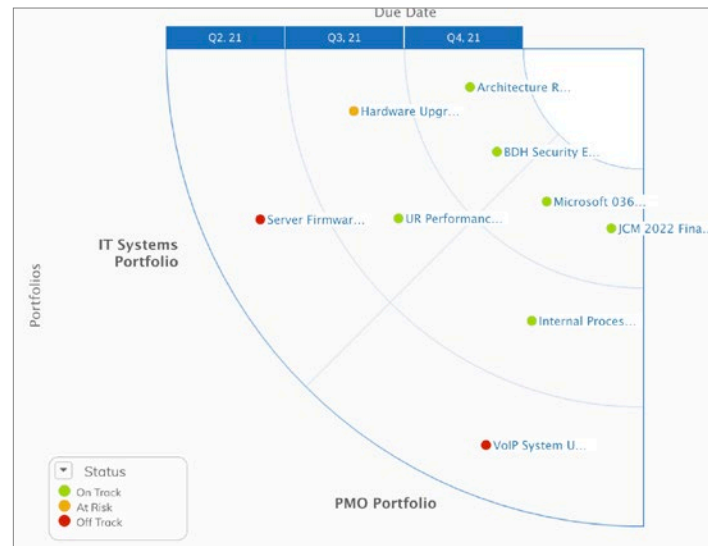 Due Date
Q2, 21
Q3, 21
Q4, 21
Architecture R...
Hardware Upgr...
BDH Security E...
Microsoft 036...
Server Firmwar...
UR Performanc...
JCM 2022 Fina...
IT Systems
Portfolio
Portfolios
Internal Proces...
VoIP System U...
PMO Portfolio
Status
On Track
At Risk
Off Track